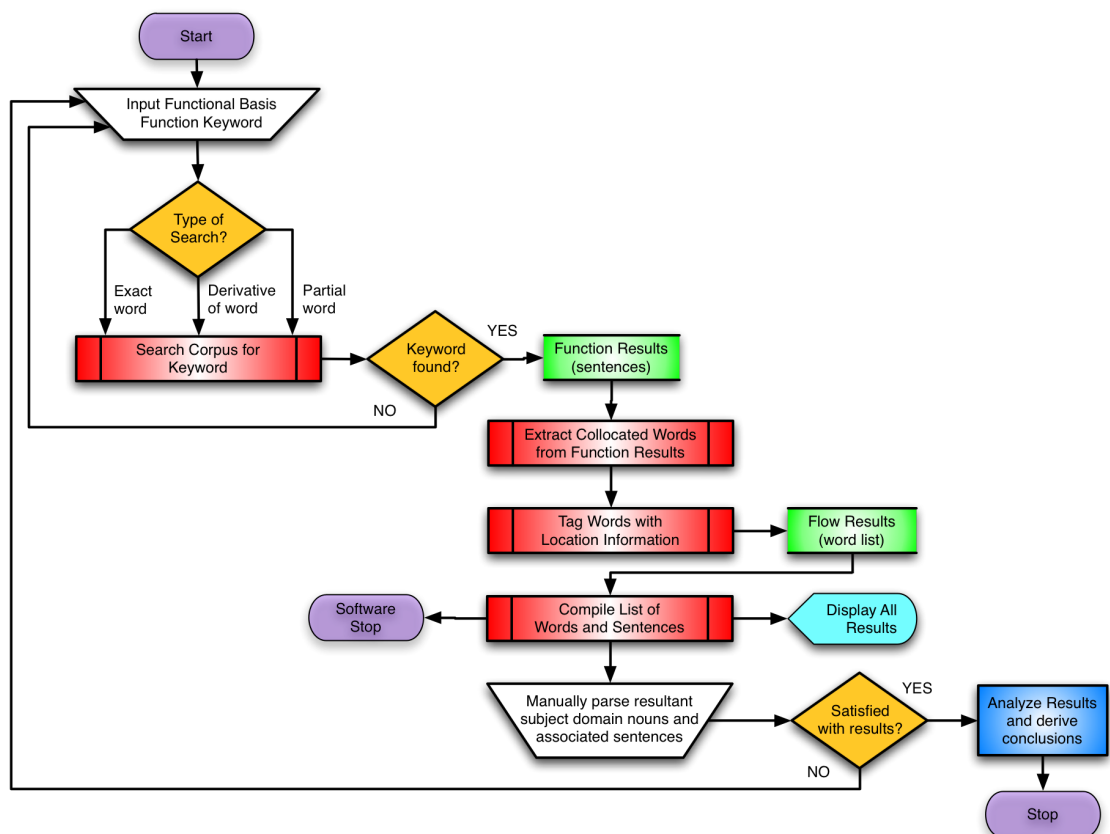 Start
Input Functional Basis
Function Keyword
Type of
Search?
Exact
word
Derivative
of word
Partial
word
Search Corpus for
Keyword
Keyword
found?
YES
NO
Function Results
(sentences)
Extract Collocated Words
from Function Results
Tag Words with
Location Information
Flow Results
(word list)
Compile List of
Words and Sentences
Software
Stop
Display All
Results
Manually parse resultant
subject domain nouns and
associated sentences
Satisfied
with results?
YES
NO
Analyze Results
and derive
conclusions
Stop